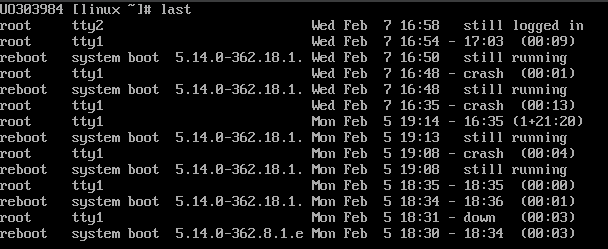 UO303984 [linux ~]# last
root     tty2                          Wed Feb  7 16:58   still logged in
root     tty1                          Wed Feb  7 16:54 - 17:03  (00:09)
reboot   system boot  5.14.0-362.18.1. Wed Feb  7 16:50   still running
root     tty1                          Wed Feb  7 16:48 - crash  (00:01)
reboot   system boot  5.14.0-362.18.1. Wed Feb  7 16:48   still running
root     tty1                          Wed Feb  7 16:35 - crash  (00:13)
root     tty1                          Mon Feb  5 19:14 - 16:35 (1+21:20)
reboot   system boot  5.14.0-362.18.1. Mon Feb  5 19:13   still running
root     tty1                          Mon Feb  5 19:08 - crash  (00:04)
reboot   system boot  5.14.0-362.18.1. Mon Feb  5 19:08   still running
root     tty1                          Mon Feb  5 18:35 - 18:35  (00:00)
reboot   system boot  5.14.0-362.18.1. Mon Feb  5 18:34 - 18:36  (00:01)
root     tty1                          Mon Feb  5 18:31 - down   (00:03)
reboot   system boot  5.14.0-362.8.1.e Mon Feb  5 18:30 - 18:34  (00:03)